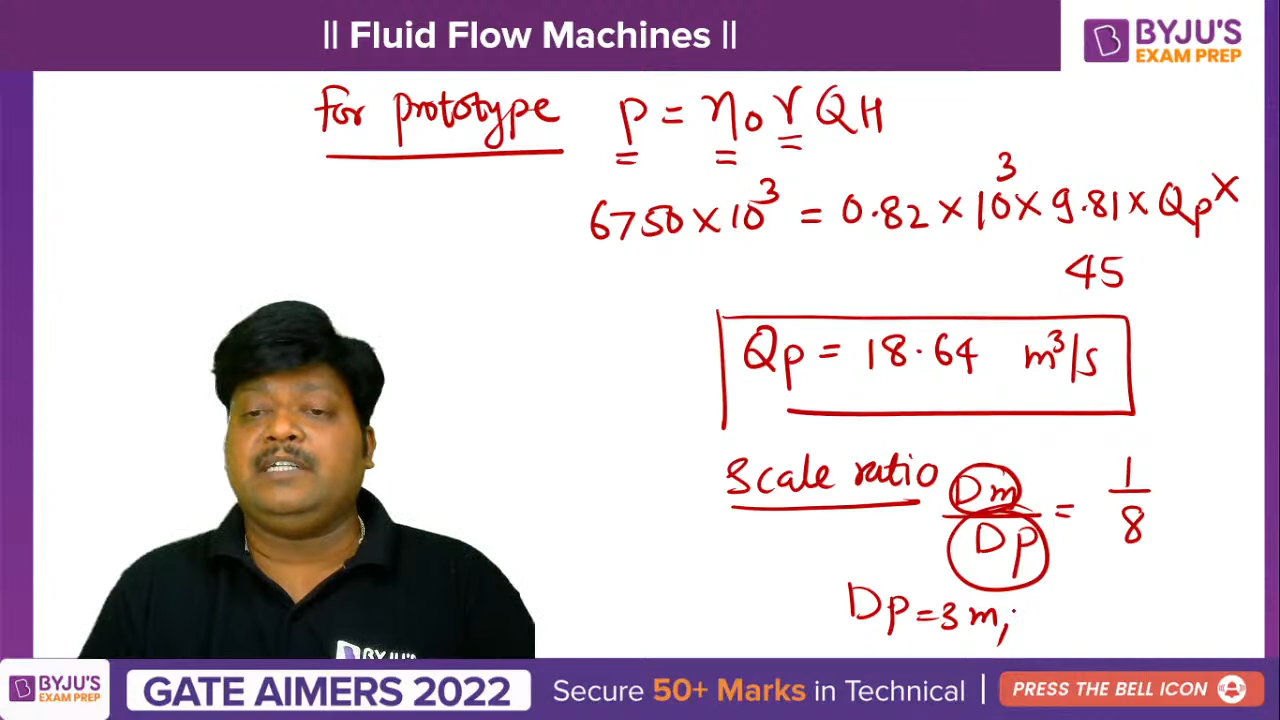 || Fluid Flow Machines ||
BYJU'S
EXAM PREP
For prototype P = η₀ γ QH
6750 × 10³ = 0.82 × 10³ × 9.81 × Qp ×
45
Qp = 18.64 m³/s
Scale ratio Dm/Dp = 1/8
Dp = 3 m,
BYJU'S
BYJU'S
EXAM PREP
GATE AIMERS 2022
Secure 50+ Marks in Technical
PRESS THE BELL ICON